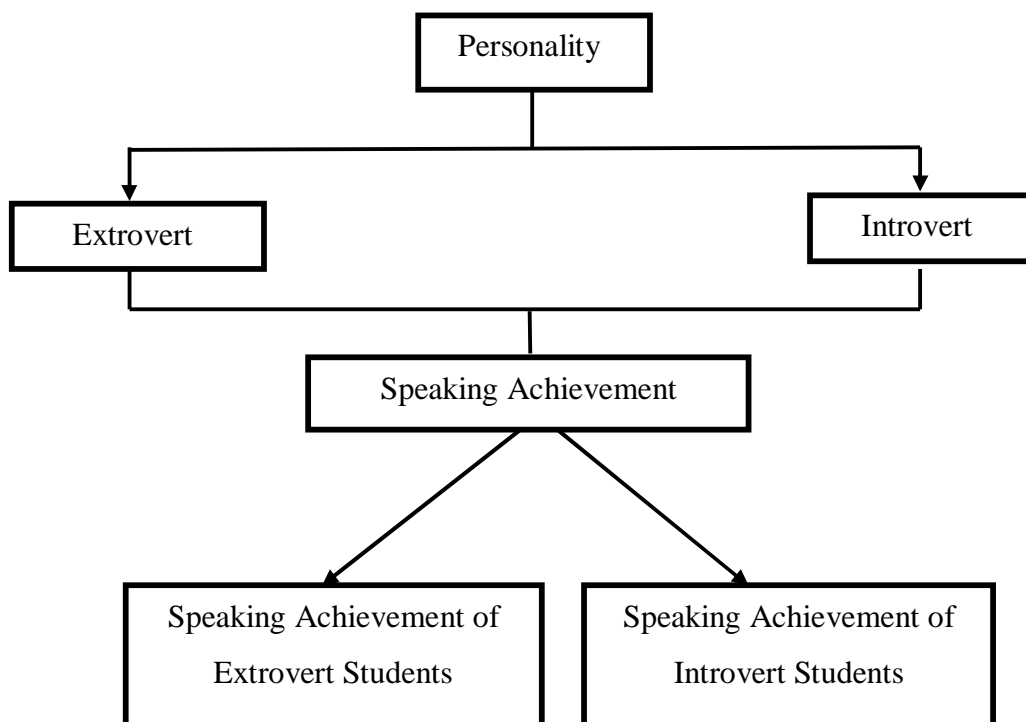 Personality
Extrovert
Introvert
Speaking Achievement
Speaking Achievement of
Extrovert Students
Speaking Achievement of
Introvert Students